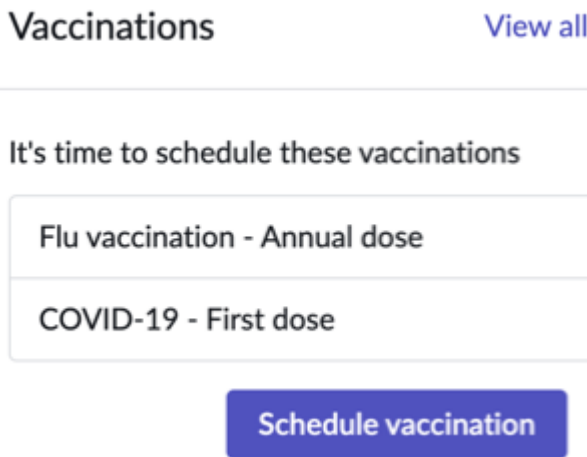 Vaccinations
View all
It's time to schedule these vaccinations
Flu vaccination - Annual dose
COVID-19 - First dose
Schedule vaccination